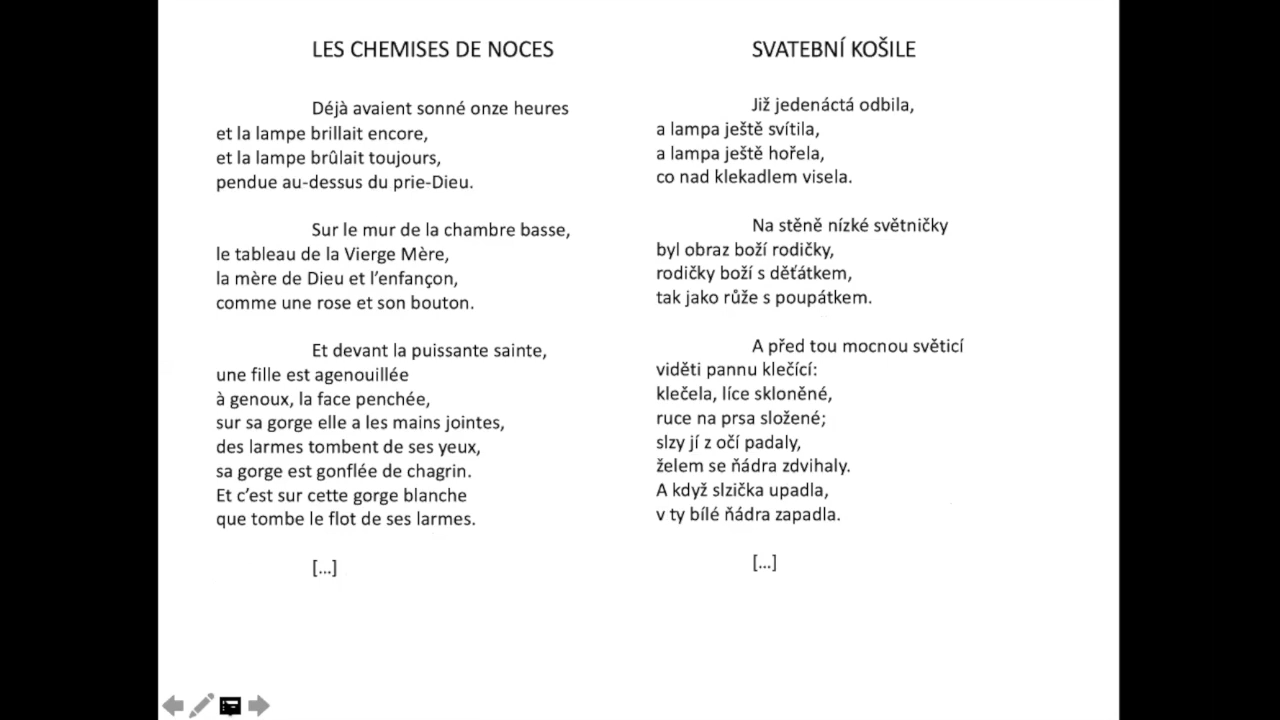 LES CHEMISES DE NOCES
Déjà avaient sonné onze heures
et la lampe brillait encore,
et la lampe brûlait toujours,
pendue au-dessus du prie-Dieu.
Sur le mur de la chambre basse,
le tableau de la Vierge Mère,
la mère de Dieu et l’enfançon,
comme une rose et son bouton.
Et devant la puissante sainte,
une fille est agenouillée
à genoux, la face penchée,
sur sa gorge elle a les mains jointes,
des larmes tombent de ses yeux,
sa gorge est gonflée de chagrin.
Et c’est sur cette gorge blanche
que tombe le flot de ses larmes.
[…]
SVATEBNÍ KOŠILE
Již jedenáctá odbila,
a lampa ještě svítila,
a lampa ještě hořela,
co nad klekadlem visela.
Na stěně nízké světničky
byl obraz boží rodičky,
rodičky boží s děťátkem,
tak jako růže s poupátkem.
A před tou mocnou světicí
viděti pannu klečící:
klečela, líce skloněné,
ruce na prsa složené;
slzy jí z očí padaly,
želem se ňádra zdvihaly.
A když slzička upadla,
v ty bílé ňádra zapadla.
[…]